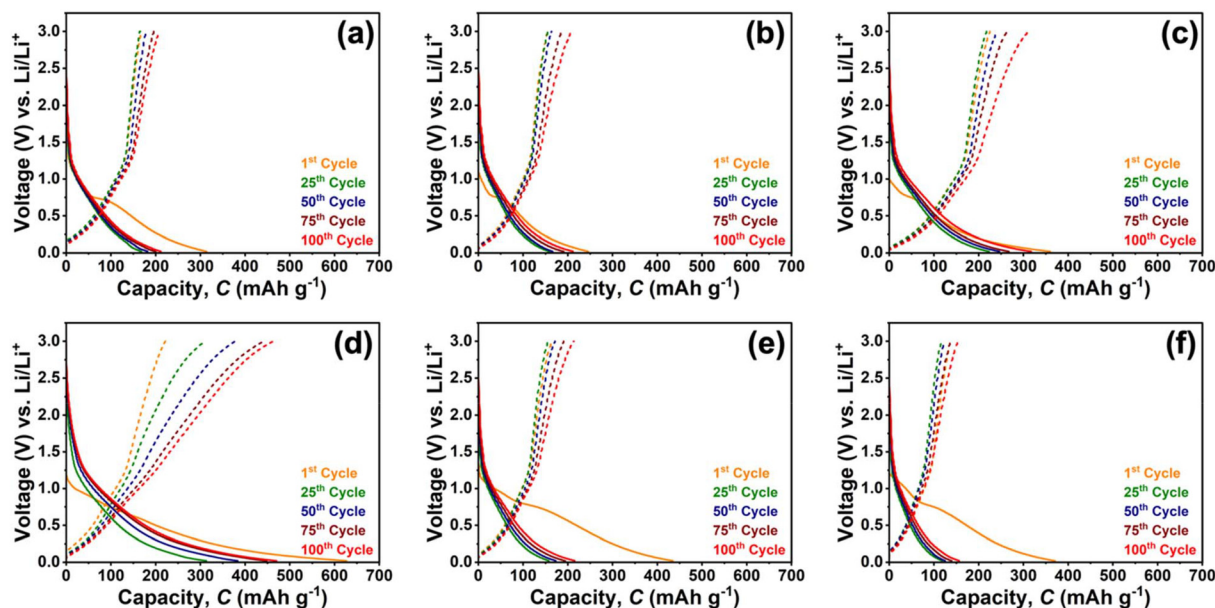 (a)
Voltage (V) vs. Li/Li⁺
3.0
2.5
2.0
1.5
1.0
0.5
0.0
1st Cycle
25th Cycle
50th Cycle
75th Cycle
100th Cycle
0 100 200 300 400 500 600 700
Capacity, C (mAh g⁻¹)
(b)
Voltage (V) vs. Li/Li⁺
3.0
2.5
2.0
1.5
1.0
0.5
0.0
1st Cycle
25th Cycle
50th Cycle
75th Cycle
100th Cycle
0 100 200 300 400 500 600 700
Capacity, C (mAh g⁻¹)
(c)
Voltage (V) vs. Li/Li⁺
3.0
2.5
2.0
1.5
1.0
0.5
0.0
1st Cycle
25th Cycle
50th Cycle
75th Cycle
100th Cycle
0 100 200 300 400 500 600 700
Capacity, C (mAh g⁻¹)
(d)
Voltage (V) vs. Li/Li⁺
3.0
2.5
2.0
1.5
1.0
0.5
0.0
1st Cycle
25th Cycle
50th Cycle
75th Cycle
100th Cycle
0 100 200 300 400 500 600 700
Capacity, C (mAh g⁻¹)
(e)
Voltage (V) vs. Li/Li⁺
3.0
2.5
2.0
1.5
1.0
0.5
0.0
1st Cycle
25th Cycle
50th Cycle
75th Cycle
100th Cycle
0 100 200 300 400 500 600 700
Capacity, C (mAh g⁻¹)
(f)
Voltage (V) vs. Li/Li⁺
3.0
2.5
2.0
1.5
1.0
0.5
0.0
1st Cycle
25th Cycle
50th Cycle
75th Cycle
100th Cycle
0 100 200 300 400 500 600 700
Capacity, C (mAh g⁻¹)